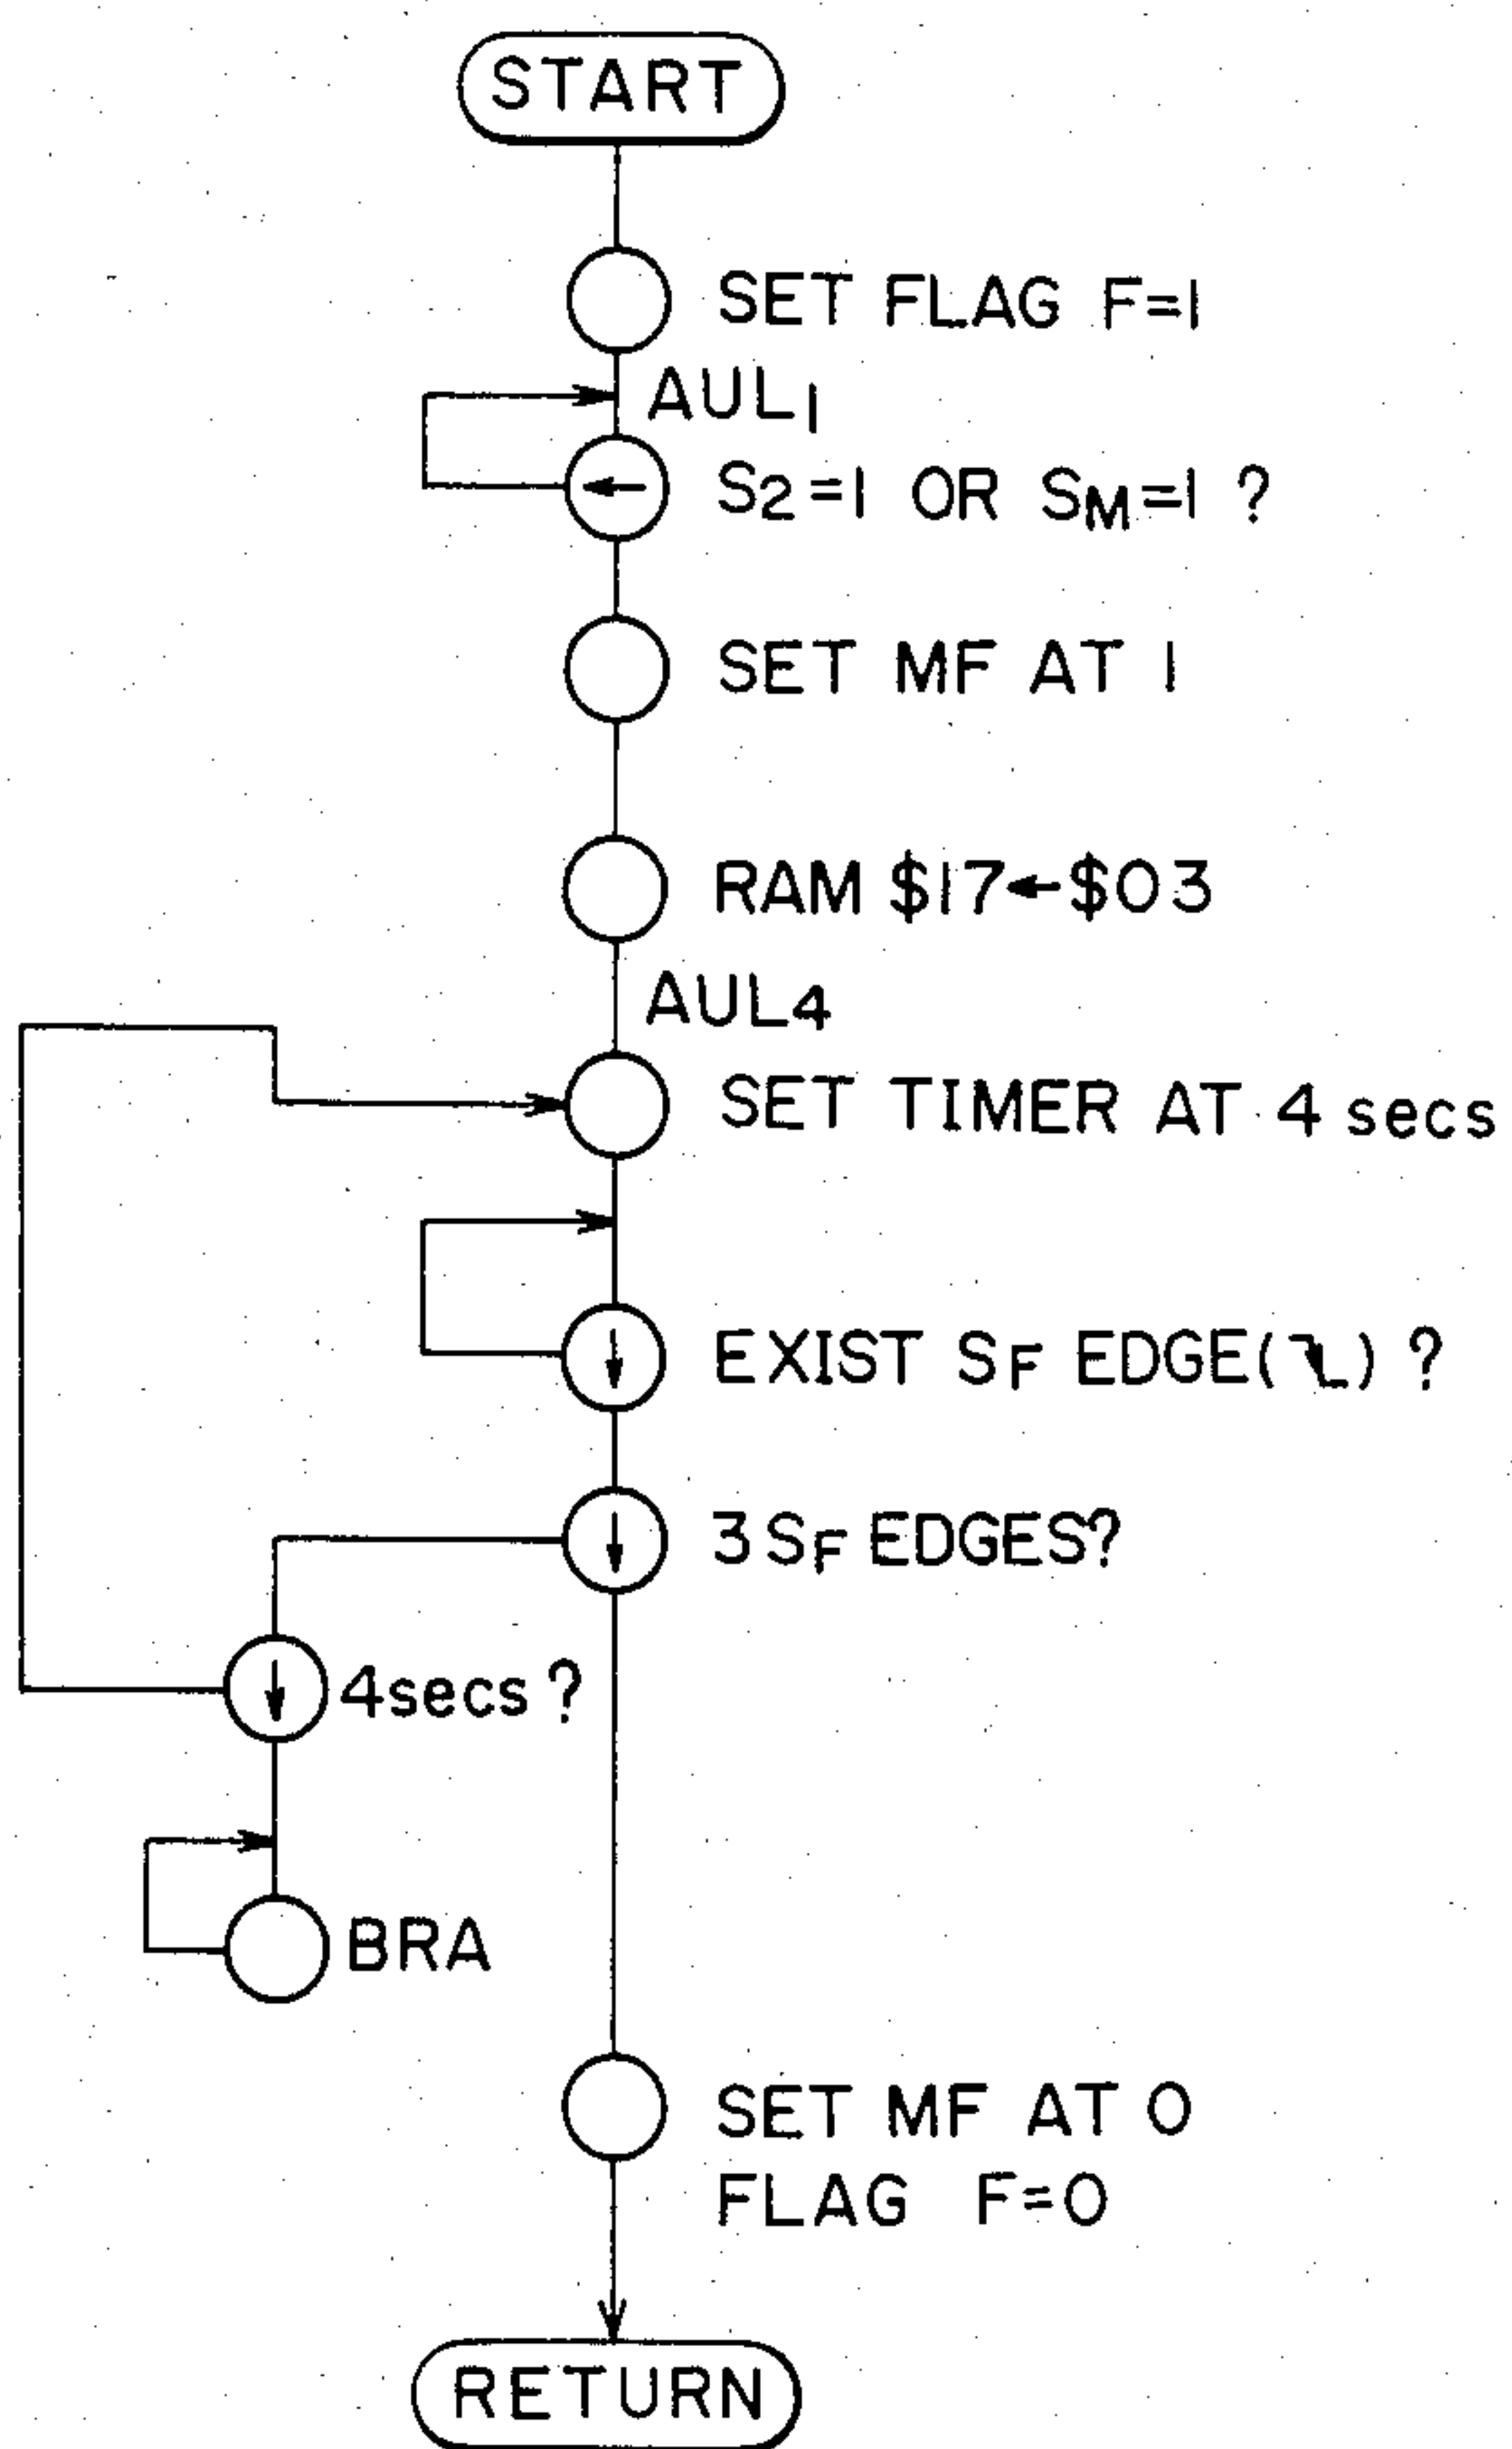 START
SET FLAG F=1
AUL1
S2=1 OR SM=1 ?
SET MF AT 1
RAM $17←$03
AUL4
SET TIMER AT 4 secs
EXIST SF EDGE( ) ?
3 SF EDGES?
4secs?
BRA
SET MF AT 0
FLAG F=0
RETURN